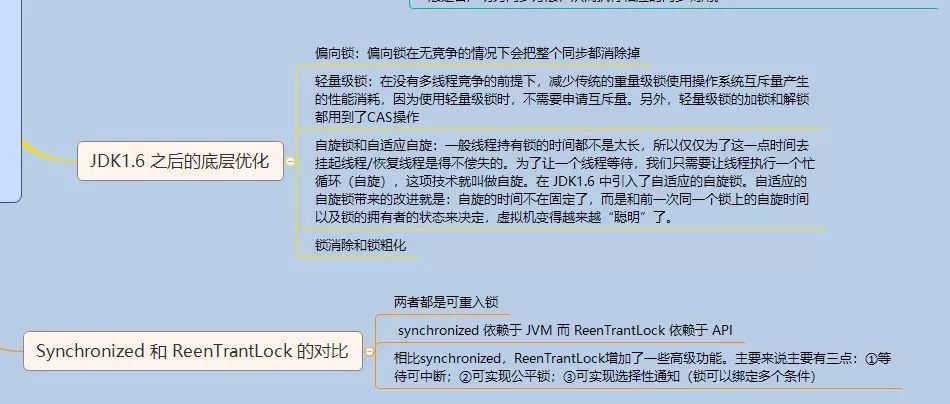 偏向锁：偏向锁在无竞争的情况下会把整个同步都消除掉
轻量级锁：在没有多线程竞争的前提下，减少传统的重量级锁使用操作系统互斥量产生
的性能消耗，因为使用轻量级锁时，不需要申请互斥量。另外，轻量级锁的加锁和解锁
都用到了CAS操作
JDK1.6 之后的底层优化
自旋锁和自适应自旋：一般线程持有锁的时间都不是太长，所以仅仅为了这一点时间去
挂起线程/恢复线程是得不偿失的。为了让一个线程等待，我们只需要让线程执行一个忙
循环（自旋），这项技术就叫做自旋。在 JDK1.6 中引入了自适应的自旋锁。自适应的
自旋锁带来的改进就是：自旋的时间不在固定了，而是和前一次同一个锁上的自旋时间
以及锁的拥有者的状态来决定，虚拟机变得越来越“聪明”了。
锁消除和锁粗化
两者都是可重入锁
synchronized 依赖于 JVM 而 ReenTrantLock 依赖于 API
Synchronized 和 ReenTrantLock 的对比
相比synchronized，ReenTrantLock增加了一些高级功能。主要来说主要有三点：①等
待可中断；②可实现公平锁；③可实现选择性通知（锁可以绑定多个条件）